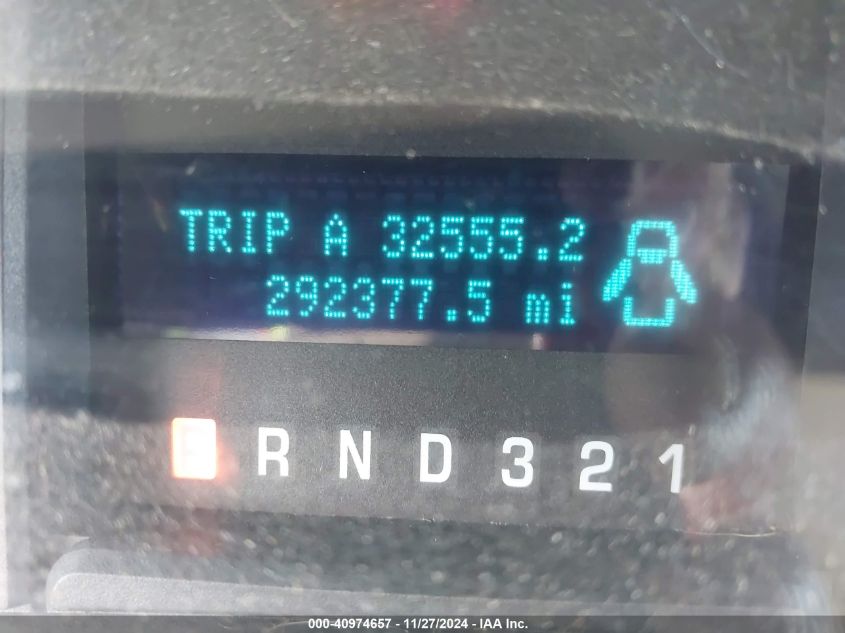 TRIP A 32555.2
292377.5 mi
P R N D 3 2 1
000-40974657 - 11/27/2024 - IAA Inc.